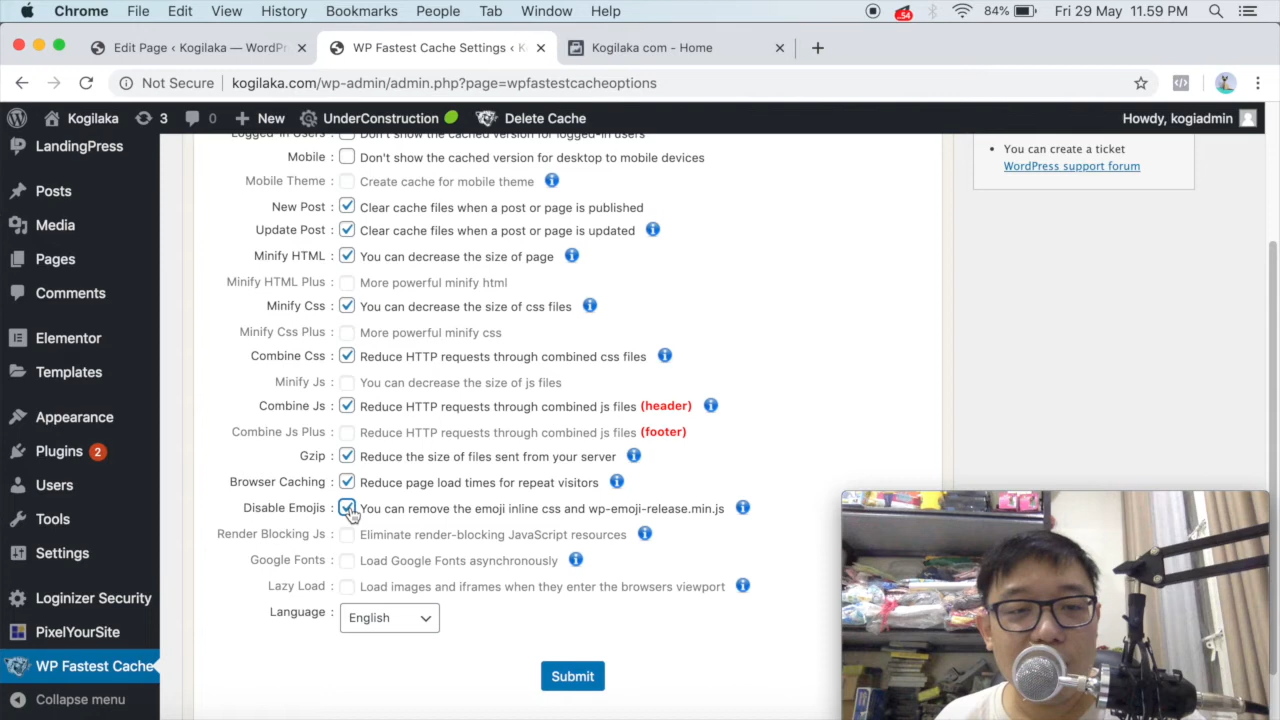 Chrome File Edit View History Bookmarks People Tab Window Help 54 84% Fri 29 May 11.59 PM
Edit Page ‹ Kogilaka — WordPr
WP Fastest Cache Settings ‹ K
Kogilaka com - Home
Not Secure kogilaka.com/wp-admin/admin.php?page=wpfastestcacheoptions
Kogilaka 3 0 New UnderConstruction Delete Cache Howdy, kogiadmin
LandingPress
Posts
Media
Pages
Comments
Elementor
Templates
Appearance
Plugins 2
Users
Tools
Settings
Loginizer Security
PixelYourSite
WP Fastest Cache
Collapse menu
Logged-in Users : Don't show the cached version for logged-in users
Mobile : Don't show the cached version for desktop to mobile devices
Mobile Theme : Create cache for mobile theme
New Post : Clear cache files when a post or page is published
Update Post : Clear cache files when a post or page is updated
Minify HTML : You can decrease the size of page
Minify HTML Plus : More powerful minify html
Minify Css : You can decrease the size of css files
Minify Css Plus : More powerful minify css
Combine Css : Reduce HTTP requests through combined css files
Minify Js : You can decrease the size of js files
Combine Js : Reduce HTTP requests through combined js files (header)
Combine Js Plus : Reduce HTTP requests through combined js files (footer)
Gzip : Reduce the size of files sent from your server
Browser Caching : Reduce page load times for repeat visitors
Disable Emojis : You can remove the emoji inline css and wp-emoji-release.min.js
Render Blocking Js : Eliminate render-blocking JavaScript resources
Google Fonts : Load Google Fonts asynchronously
Lazy Load : Load images and iframes when they enter the browsers viewport
Language : English
Submit
• You can create a ticket
WordPress support forum